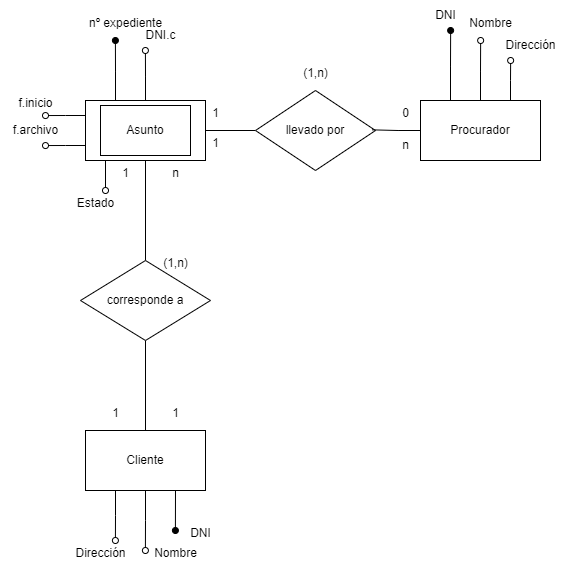 nº expediente
DNI.c
DNI
Nombre
Dirección
f.inicio
f.archivo
Asunto
1
1
(1,n)
llevado por
0
n
Procurador
1
n
Estado
(1,n)
corresponde a
1
1
Cliente
DNI
Dirección
Nombre